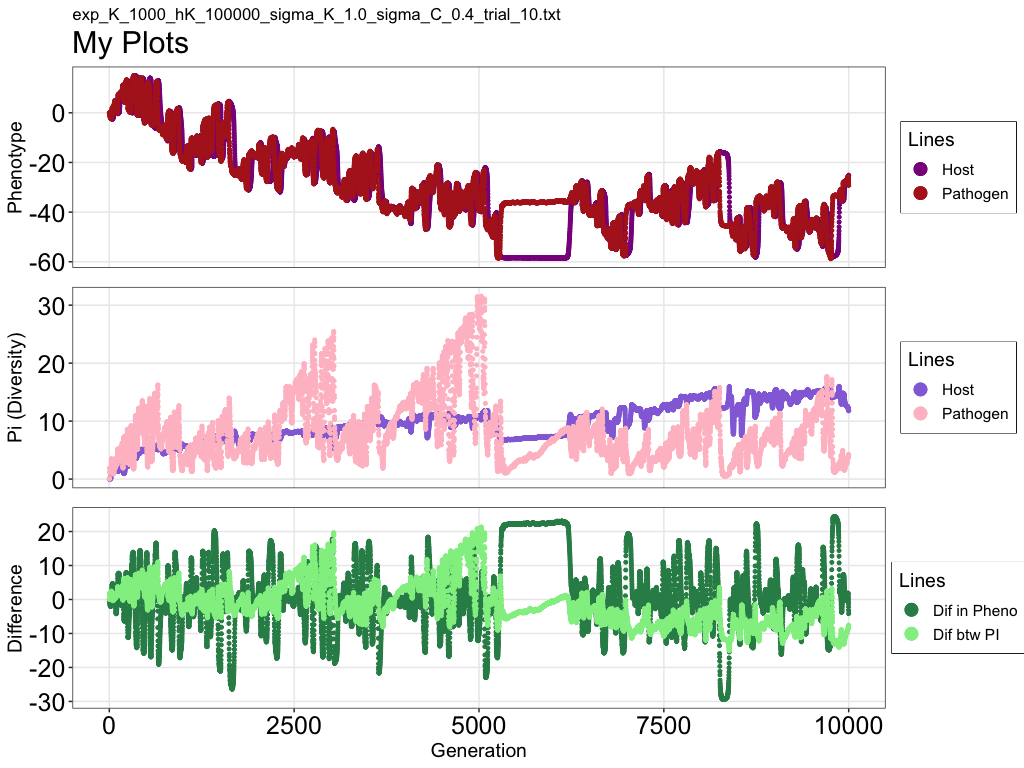 exp_K_1000_hK_100000_sigma_K_1.0_sigma_C_0.4_trial_10.txt
My Plots
Phenotype
0
-20
-40
-60
Lines
Host
Pathogen
Pi (Diversity)
30
20
10
0
Lines
Host
Pathogen
Difference
20
10
0
-10
-20
-30
Lines
Dif in Pheno
Dif btw PI
0
2500
5000
7500
10000
Generation